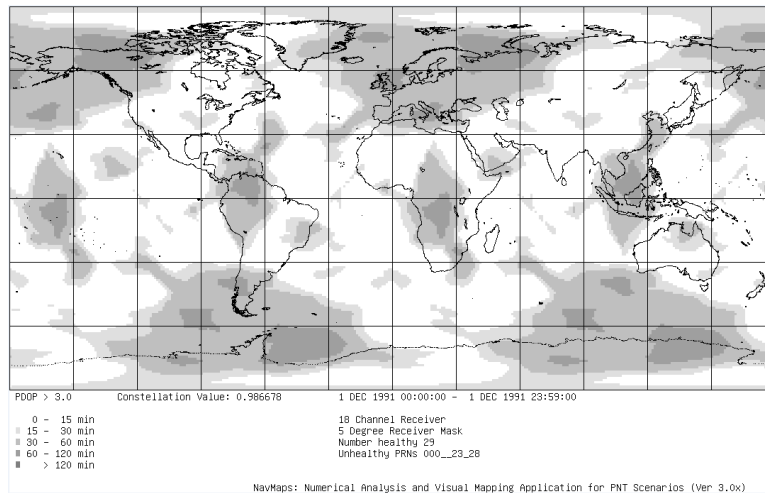 PDOP > 3.0 Constellation Value: 0.986678 1 DEC 1991 00:00:00 - 1 DEC 1991 23:59:00
0 - 15 min 18 Channel Receiver
15 - 30 min 5 Degree Receiver Mask
30 - 60 min Number healthy 29
60 - 120 min Unhealthy PRNs 000__23_28
> 120 min
NavMaps: Numerical Analysis and Visual Mapping Application for PNT Scenarios (Ver 3.0x)